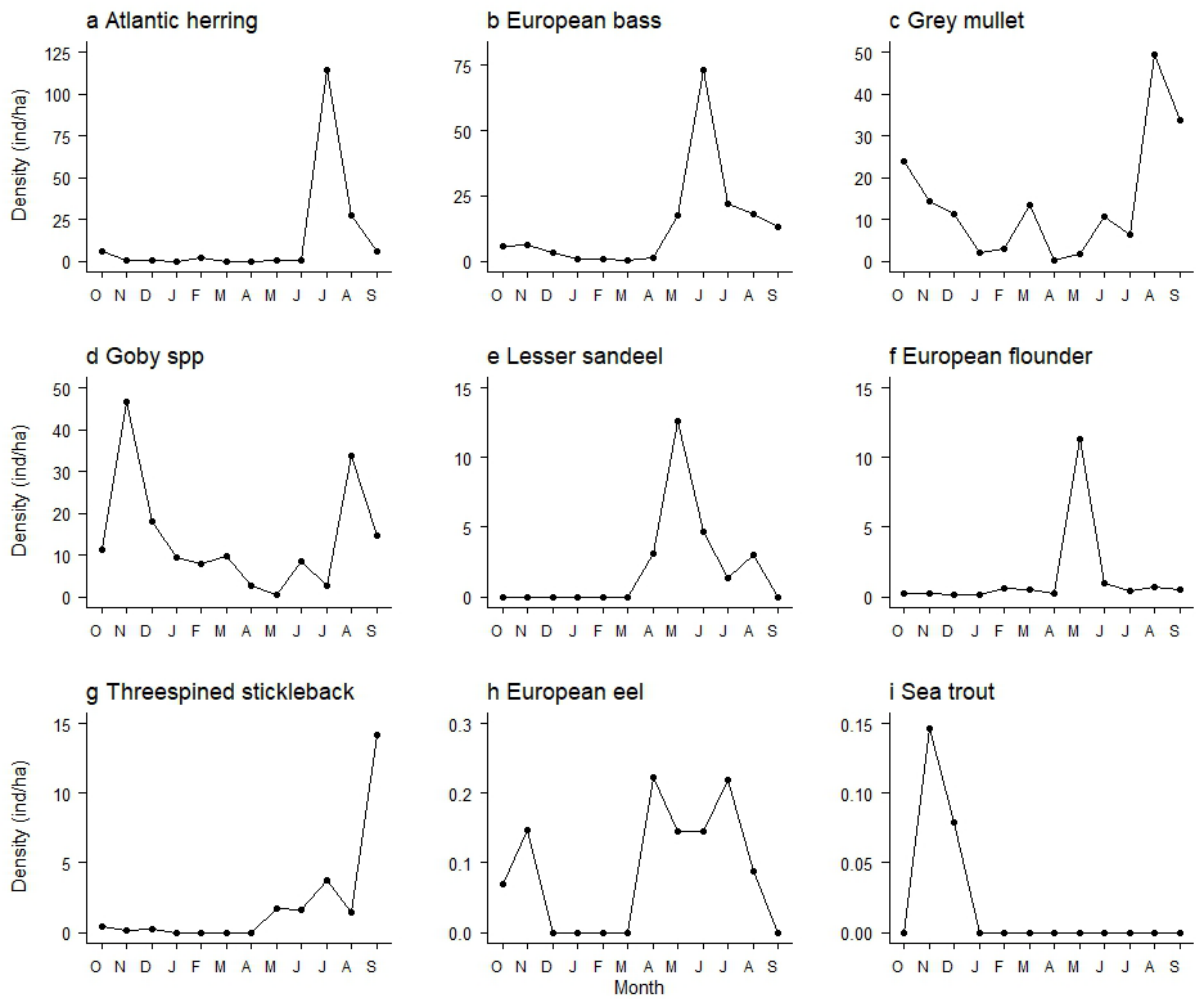 a Atlantic herring
Density (ind/ha)
125
100
75
50
25
0
O N D J F M A M J J A S
b European bass
75
50
25
0
O N D J F M A M J J A S
c Grey mullet
50
40
30
20
10
0
O N D J F M A M J J A S
d Goby spp
Density (ind/ha)
50
40
30
20
10
0
O N D J F M A M J J A S
e Lesser sandeel
15
10
5
0
O N D J F M A M J J A S
f European flounder
15
10
5
0
O N D J F M A M J J A S
g Threespined stickleback
Density (ind/ha)
15
10
5
0
O N D J F M A M J J A S
h European eel
0.3
0.2
0.1
0.0
O N D J F M A M J J A S
Month
i Sea trout
0.15
0.10
0.05
0.00
O N D J F M A M J J A S